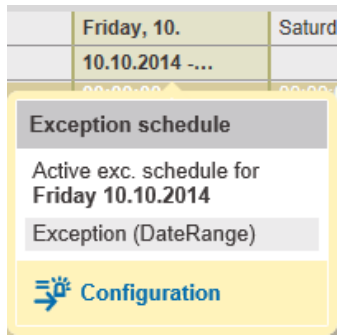 Friday, 10.
Saturd
10.10.2014 -...
Exception schedule
Active exc. schedule for
Friday 10.10.2014
Exception (DateRange)
Configuration